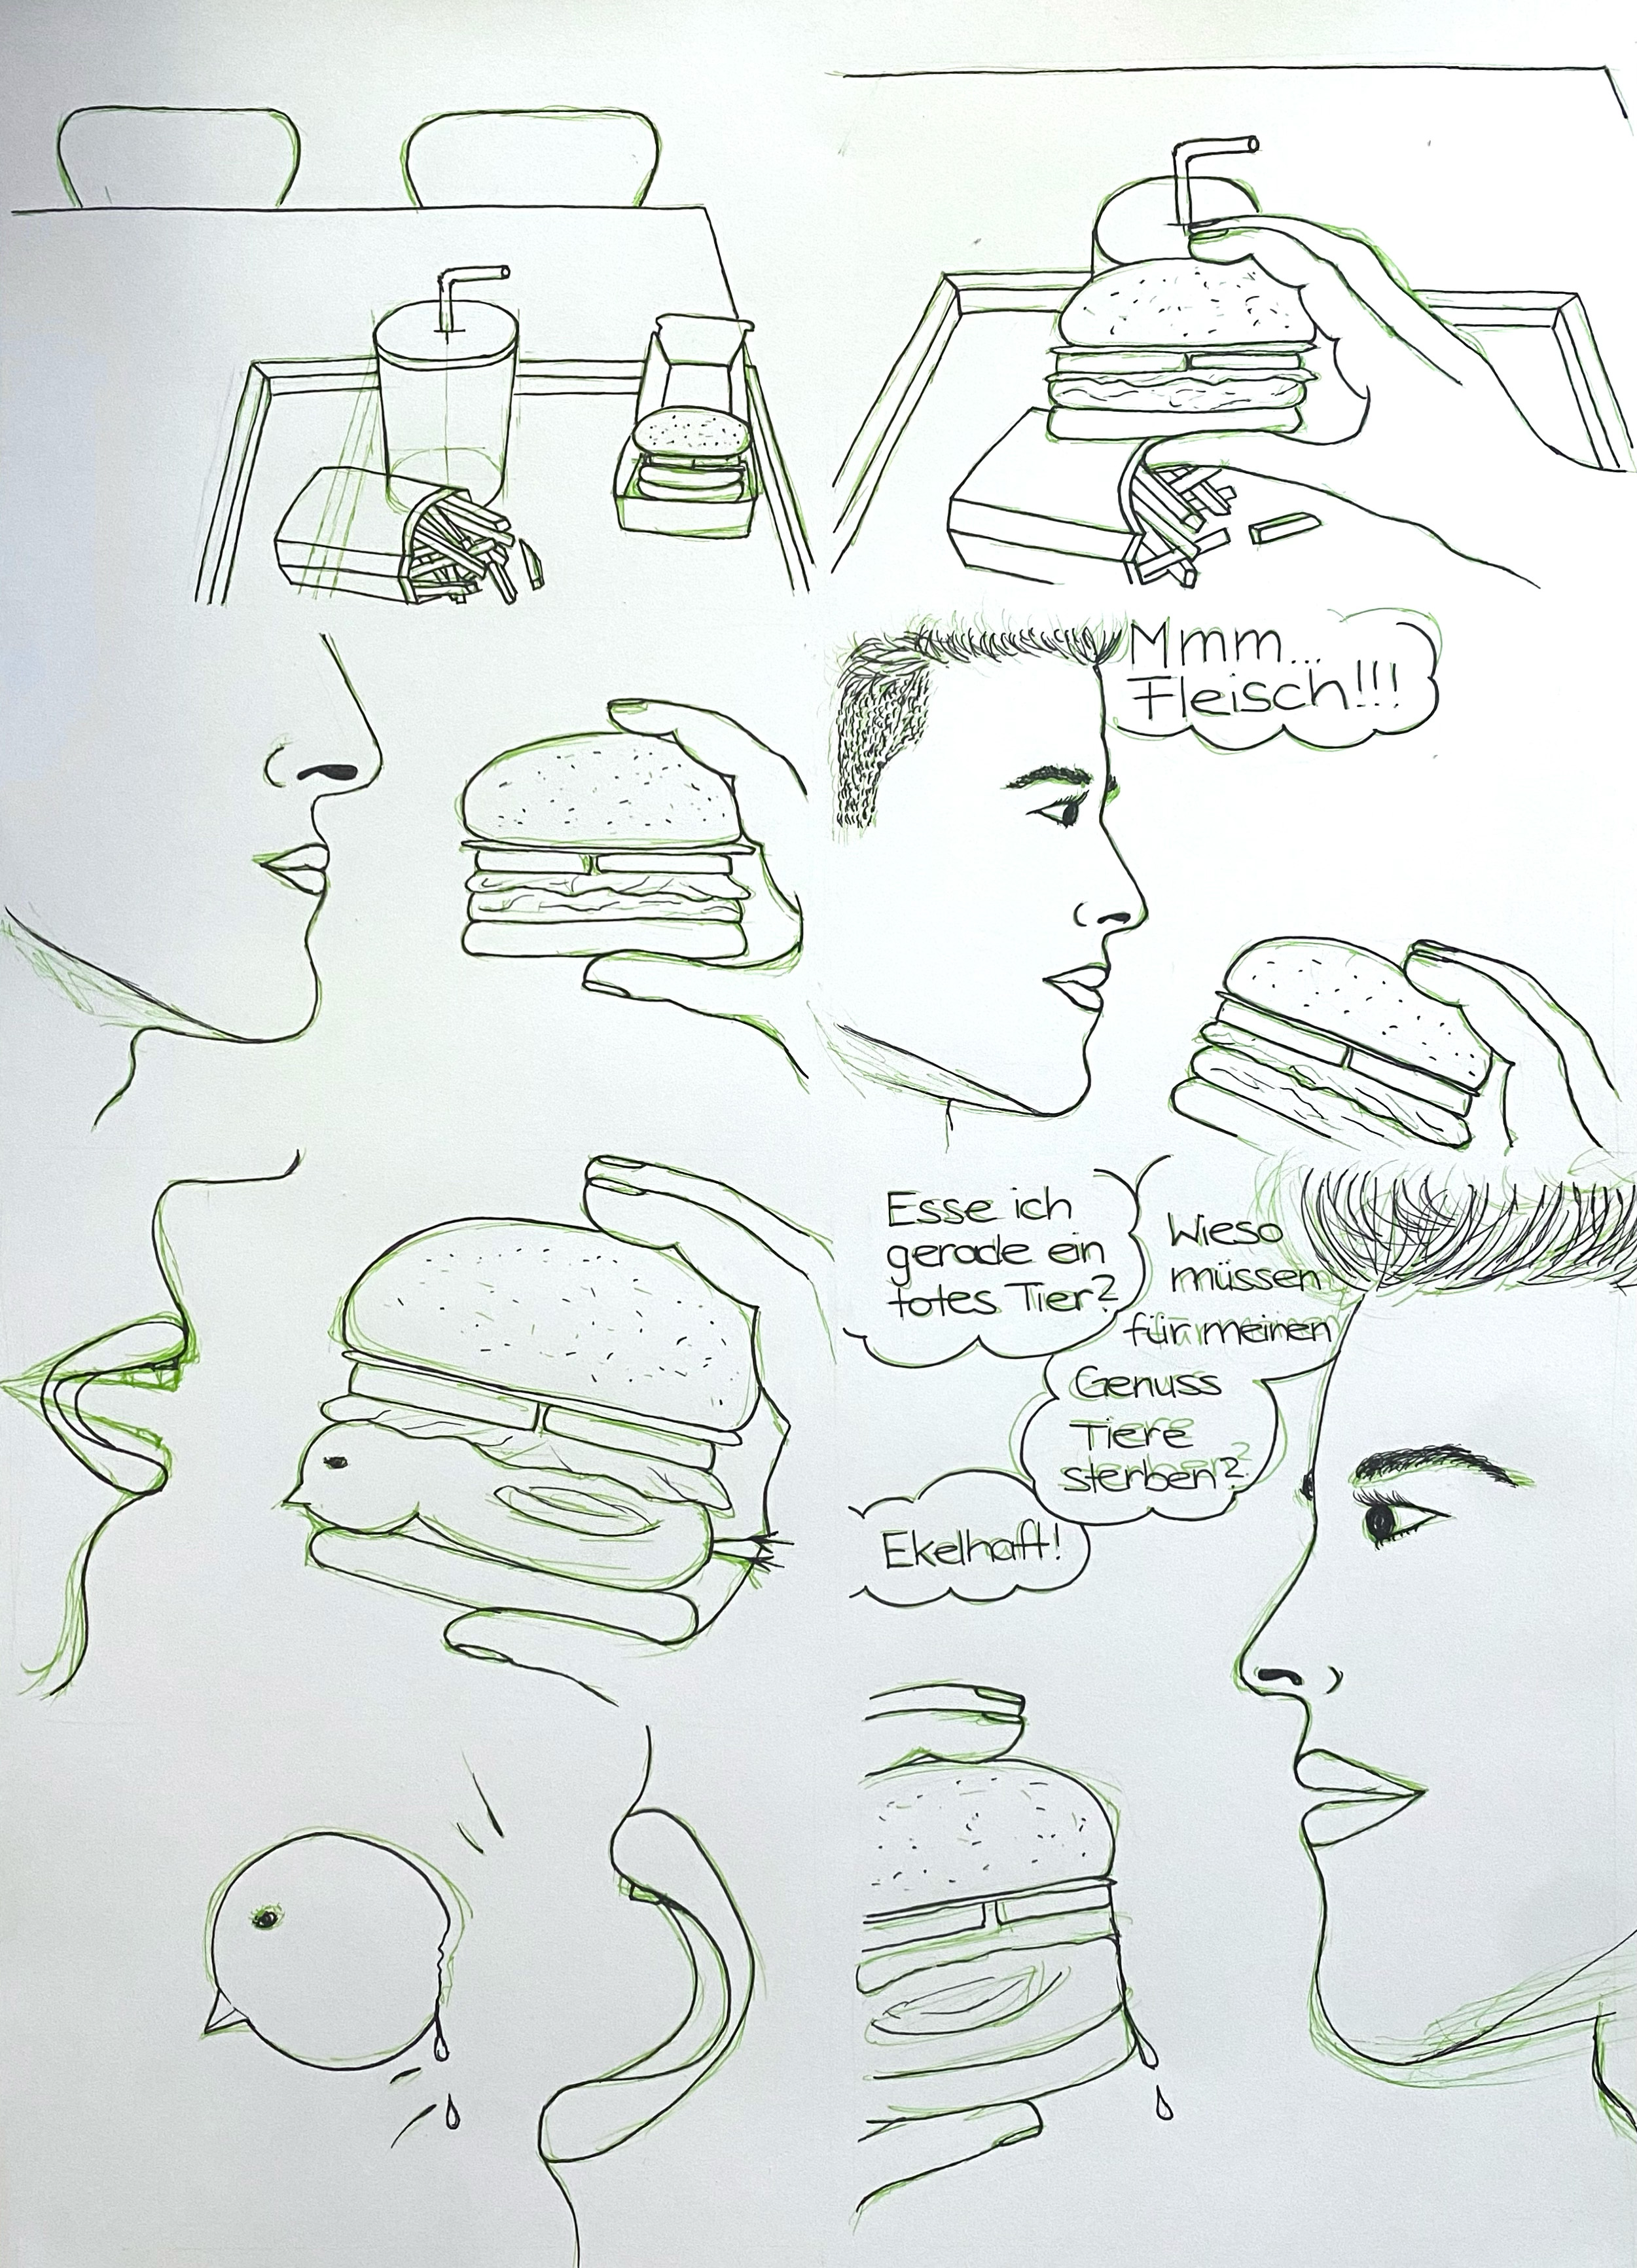 Mmm...
Fleisch!!!
Esse ich
gerade ein
totes Tier?
Wieso
müssen
für meinen
Genuss
Tiere
sterben?
Ekelhaft!